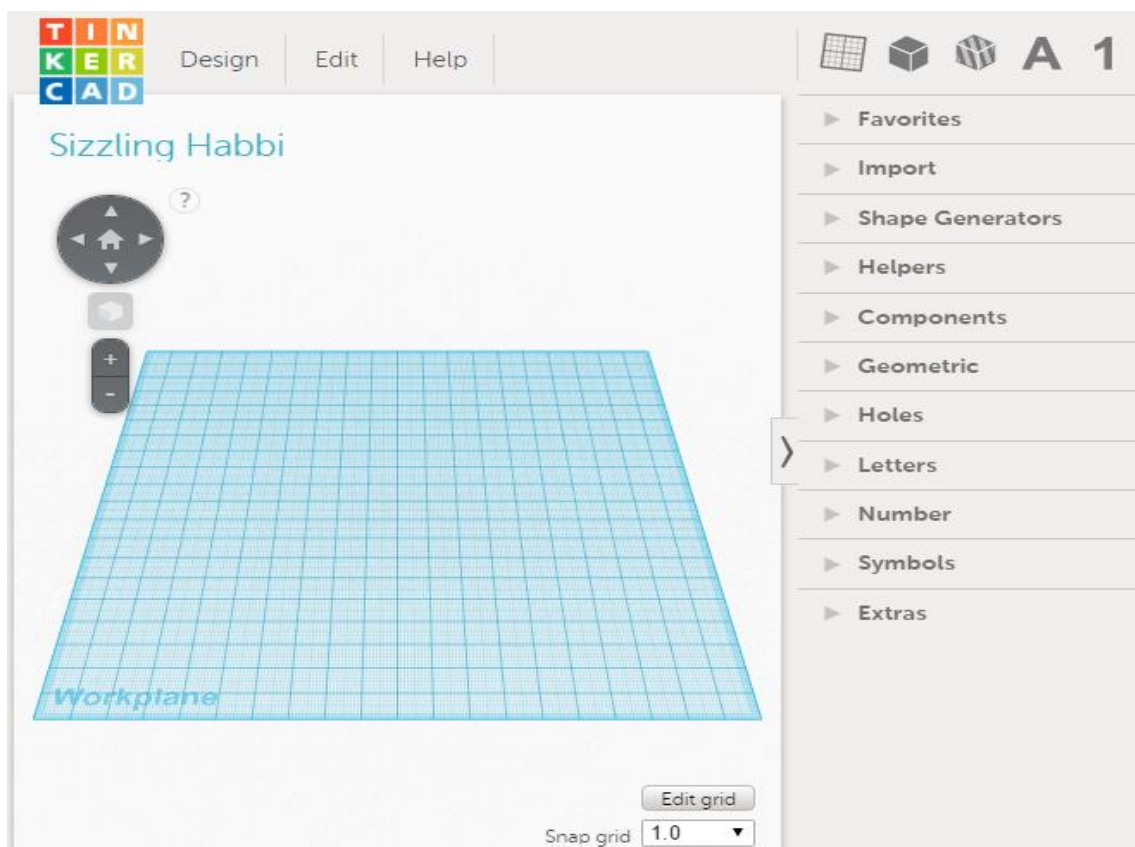 TIN
KER
CAD
Design Edit Help
A 1
Sizzling Habbi
?
+
-
Workplane
Edit grid
Snap grid 1.0
Favorites
Import
Shape Generators
Helpers
Components
Geometric
Holes
Letters
Number
Symbols
Extras